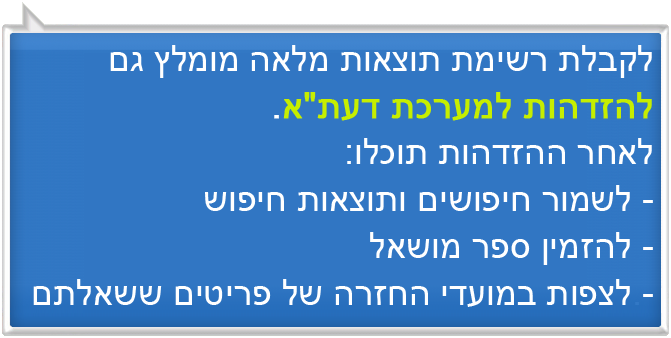 לקבלת רשימת תוצאות מלאה מומלץ גם
להזדהות למערכת דעת"א.
לאחר ההזדהות תוכלו:
- לשמור חיפושים ותוצאות חיפוש
- להזמין ספר מושאל
- לצפות במועדי החזרה של פריטים ששאלתם